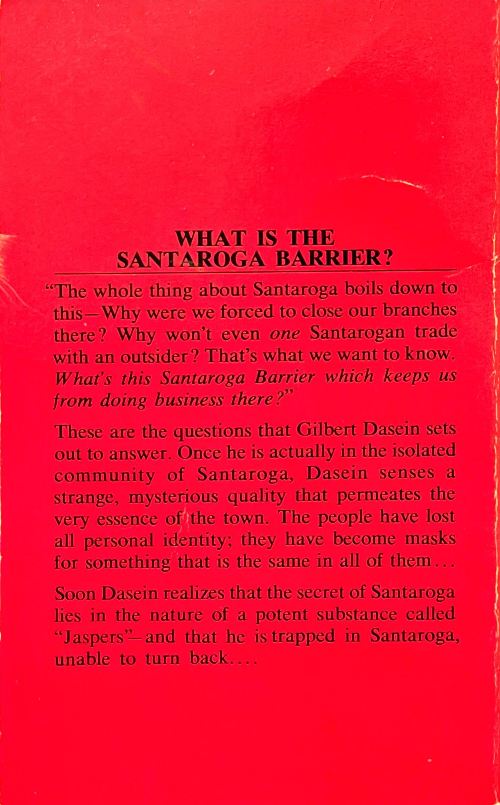 WHAT IS THE
SANTAROGA BARRIER?
“The whole thing about Santaroga boils down to
this—Why were we forced to close our branches
there? Why won't even one Santarogan trade
with an outsider? That's what we want to know.
What's this Santaroga Barrier which keeps us
from doing business there?”
These are the questions that Gilbert Dasein sets
out to answer. Once he is actually in the isolated
community of Santaroga, Dasein senses a
strange, mysterious quality that permeates the
very essence of the town. The people have lost
all personal identity; they have become masks
for something that is the same in all of them...
Soon Dasein realizes that the secret of Santaroga
lies in the nature of a potent substance called
“Jaspers”—and that he is trapped in Santaroga,
unable to turn back....